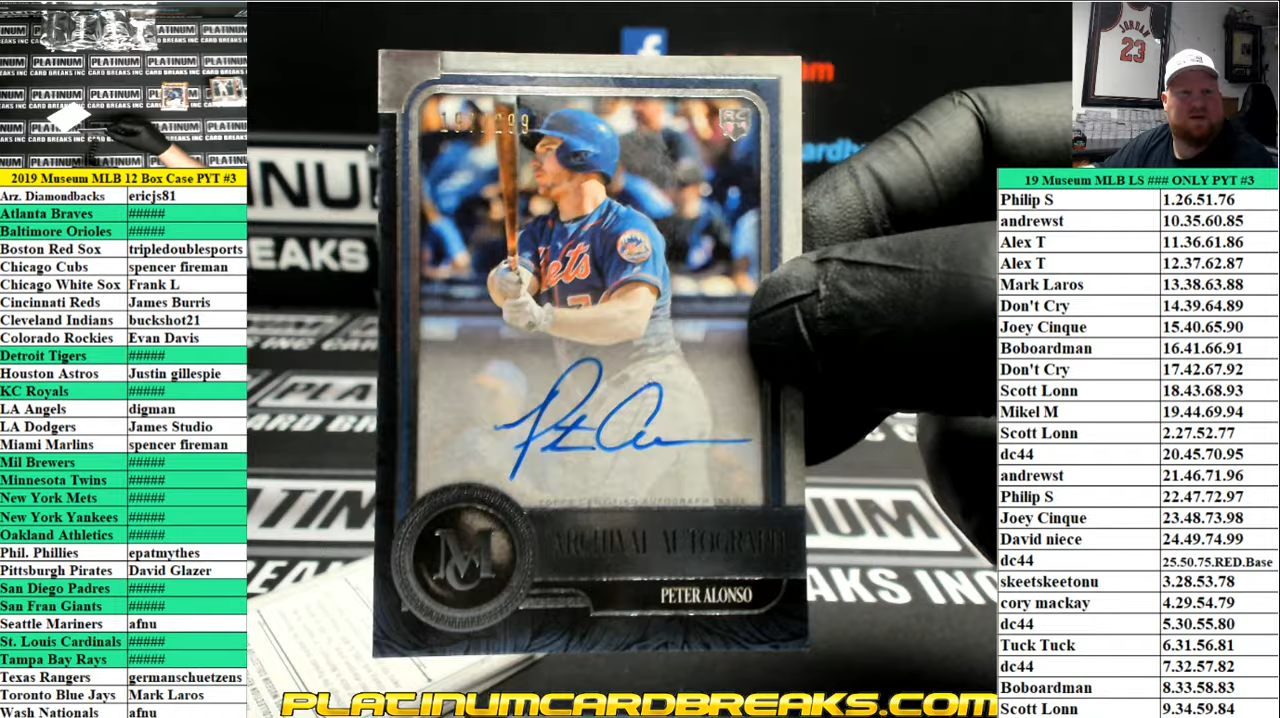 2019 Museum MLB 12 Box Case PYT #3
Arz. Diamondbacks ericjs81
Atlanta Braves #####
Baltimore Orioles #####
Boston Red Sox tripledoublesports
Chicago Cubs spencer fireman
Chicago White Sox Frank L
Cincinnati Reds James Burris
Cleveland Indians buckshot21
Colorado Rockies Evan Davis
Detroit Tigers #####
Houston Astros Justin gillespie
KC Royals #####
LA Angels digman
LA Dodgers James Studio
Miami Marlins spencer fireman
Mil Brewers #####
Minnesota Twins #####
New York Mets #####
New York Yankees #####
Oakland Athletics #####
Phil. Phillies epatmythes
Pittsburgh Pirates David Glazer
San Diego Padres #####
San Fran Giants #####
Seattle Mariners afnu
St. Louis Cardinals #####
Tampa Bay Rays #####
Texas Rangers germanschuetzens
Toronto Blue Jays Mark Laros
Wash Nationals afnu
RC
Mets
Mets
TOPPS CERTIFIED AUTOGRAPH ISSUE
MC
ARCHIVAL AUTOGRAPHS
PETER ALONSO
PLATINUMCARDBREAKS.COM
JORDAN
23
19 Museum MLB LS ### ONLY PYT #3
Philip S 1.26.51.76
andrewst 10.35.60.85
Alex T 11.36.61.86
Alex T 12.37.62.87
Mark Laros 13.38.63.88
Don't Cry 14.39.64.89
Joey Cinque 15.40.65.90
Boboardman 16.41.66.91
Don't Cry 17.42.67.92
Scott Lonn 18.43.68.93
Mikel M 19.44.69.94
Scott Lonn 2.27.52.77
dc44 20.45.70.95
andrewst 21.46.71.96
Philip S 22.47.72.97
Joey Cinque 23.48.73.98
David niece 24.49.74.99
dc44 25.50.75.RED.Base
skeetskeetonu 3.28.53.78
cory mackay 4.29.54.79
dc44 5.30.55.80
Tuck Tuck 6.31.56.81
dc44 7.32.57.82
Boboardman 8.33.58.83
Scott Lonn 9.34.59.84